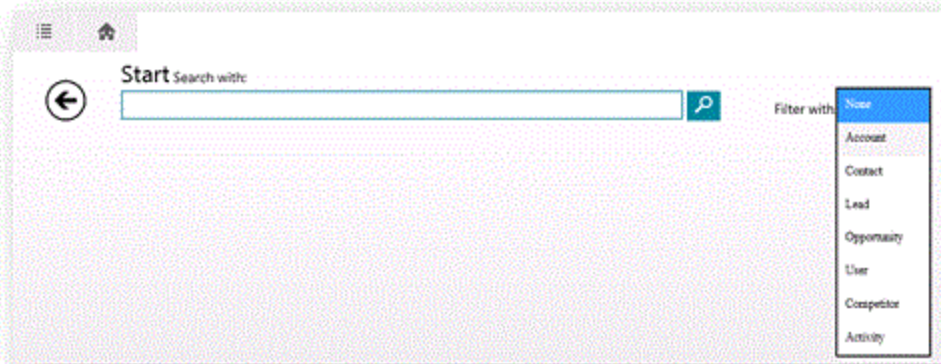 Start Search with:
Filter with:
None
Account
Contact
Lead
Opportunity
User
Competitor
Activity